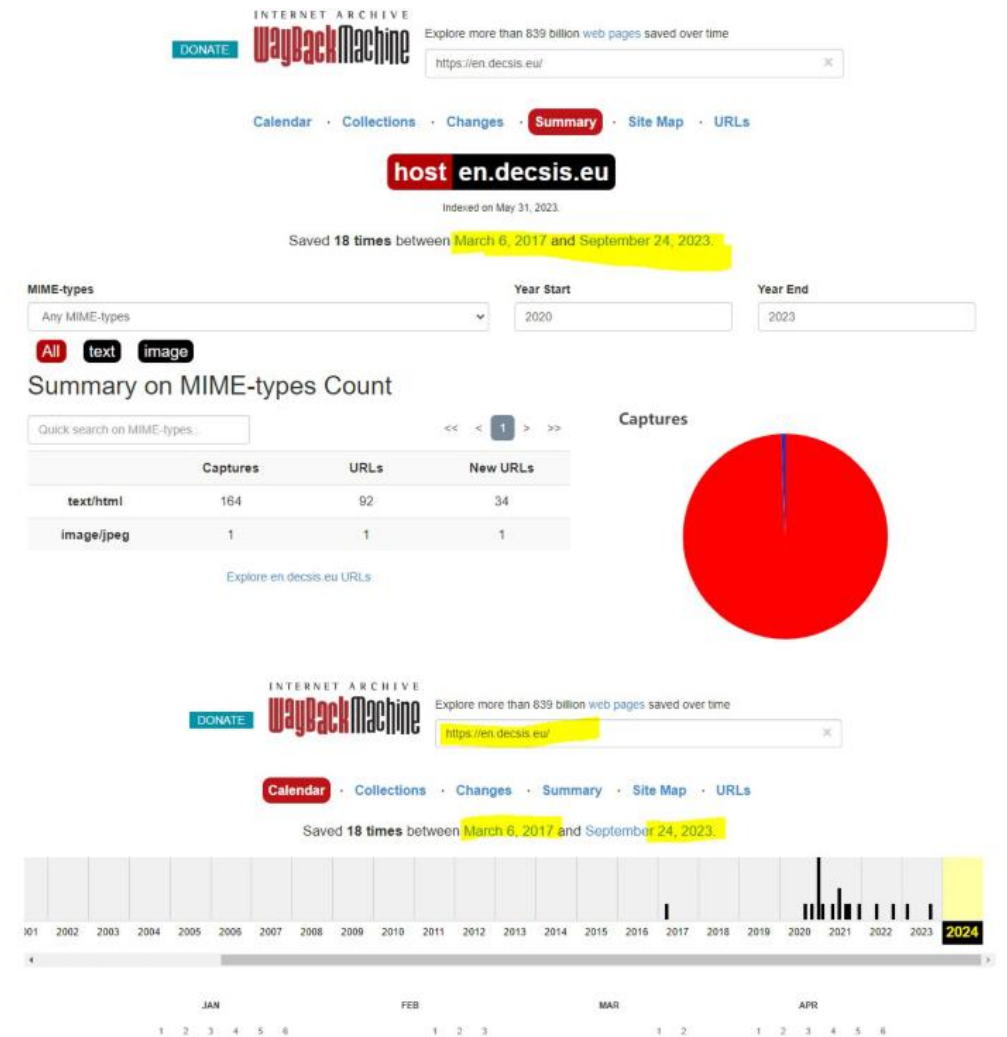 INTERNET ARCHIVE
DONATE
WayBackMachine
Explore more than 839 billion web pages saved over time
https://en.decsis.eu/ ×
Calendar · Collections · Changes · Summary · Site Map · URLs
host en.decsis.eu
Indexed on May 31, 2023.
Saved 18 times between March 6, 2017 and September 24, 2023.
MIME-types Year Start Year End
Any MIME-types 2020 2023
All text image
Summary on MIME-types Count
Quick search on MIME-types... << < 1 > >> Captures
Captures URLs New URLs
text/html 164 92 34
image/jpeg 1 1 1
Explore en.decsis.eu URLs
INTERNET ARCHIVE
DONATE
WayBackMachine
Explore more than 839 billion web pages saved over time
https://en.decsis.eu/ ×
Calendar · Collections · Changes · Summary · Site Map · URLs
Saved 18 times between March 6, 2017 and September 24, 2023.
001 2002 2003 2004 2005 2006 2007 2008 2009 2010 2011 2012 2013 2014 2015 2016 2017 2018 2019 2020 2021 2022 2023 2024
JAN FEB MAR APR
1 2 3 4 5 6 1 2 3 1 2 1 2 3 4 5 6